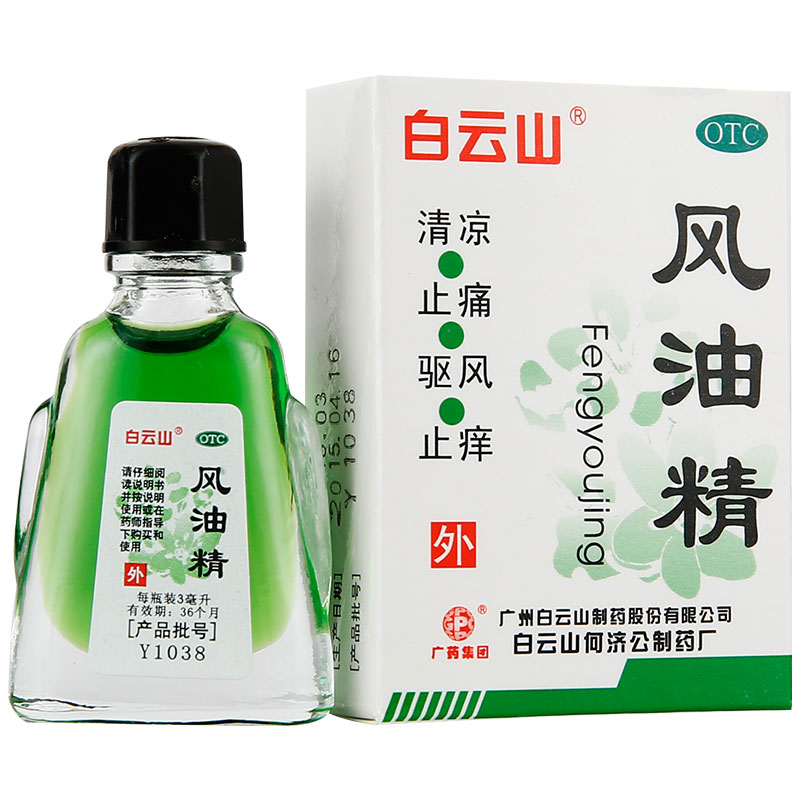 白云山®
OTC
请仔细阅
读说明书
并按说明
使用或在
药师指导
下购买和
使用
风油精
外
每瓶装3毫升
有效期: 36个月
[产品批号]
Y1038
2015.04.16
Y 1038
[生产日期]
[产品批号]
白云山®
OTC
清凉
止痛
驱风
止痒
外
风油精
Fengyoujing
广药集团
®
广州白云山制药股份有限公司
白云山何济公制药厂